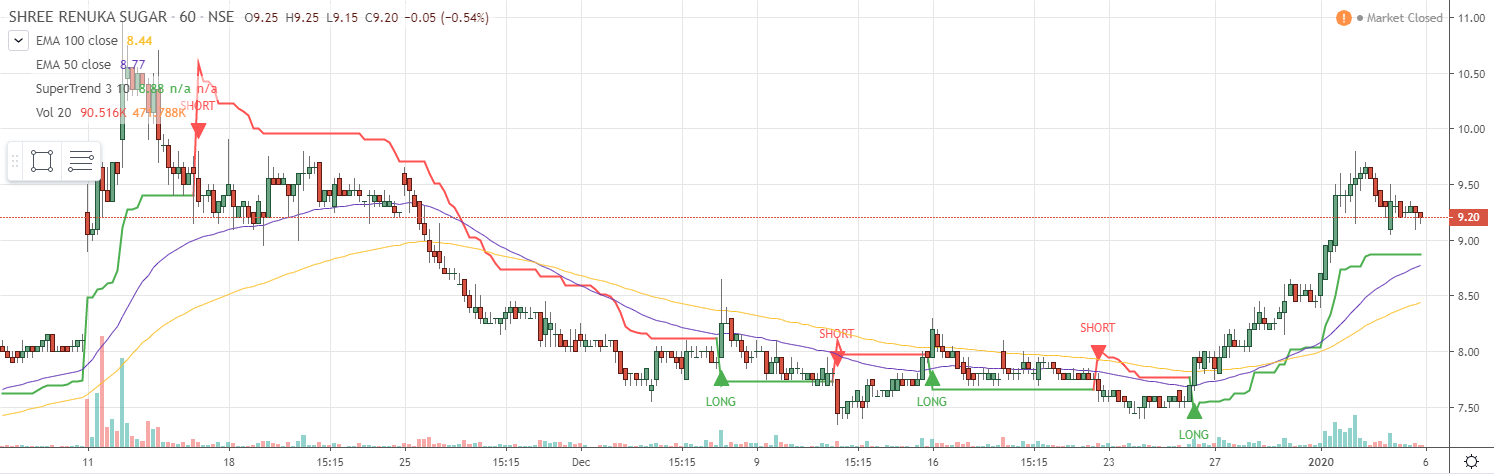 SHREE RENUKA SUGAR · 60 · NSE O9.25 H9.25 L9.15 C9.20 −0.05 (−0.54%)
Market Closed
EMA 100 close 8.44
EMA 50 close 8.77
SuperTrend 3 10 8.88 n/a n/a
Vol 20 90.516K 471.788K
SHORT
SHORT
SHORT
LONG
LONG
LONG
11.00
10.50
10.00
9.50
9.20
9.00
8.50
8.00
7.50
11 18 15:15 25 15:15 Dec 15:15 9 15:15 16 15:15 23 27 2020 6